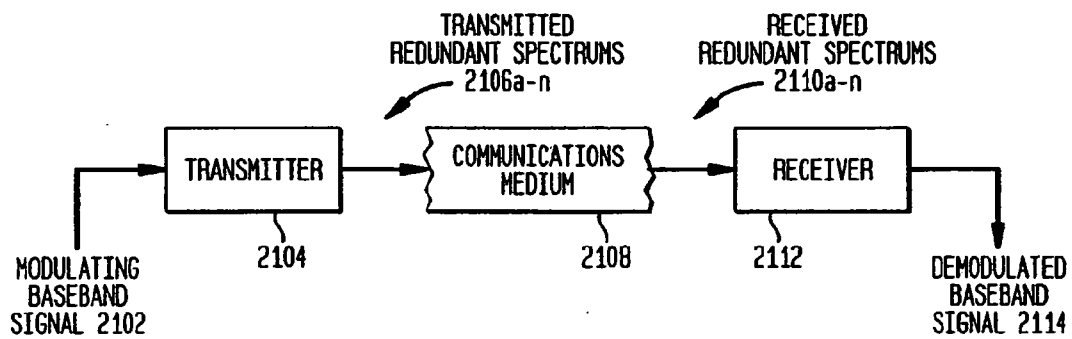 TRANSMITTED
REDUNDANT SPECTRUMS
2106a-n
RECEIVED
REDUNDANT SPECTRUMS
2110a-n
TRANSMITTER
COMMUNICATIONS
MEDIUM
RECEIVER
2104
2108
2112
MODULATING
BASEBAND
SIGNAL 2102
DEMODULATED
BASEBAND
SIGNAL 2114